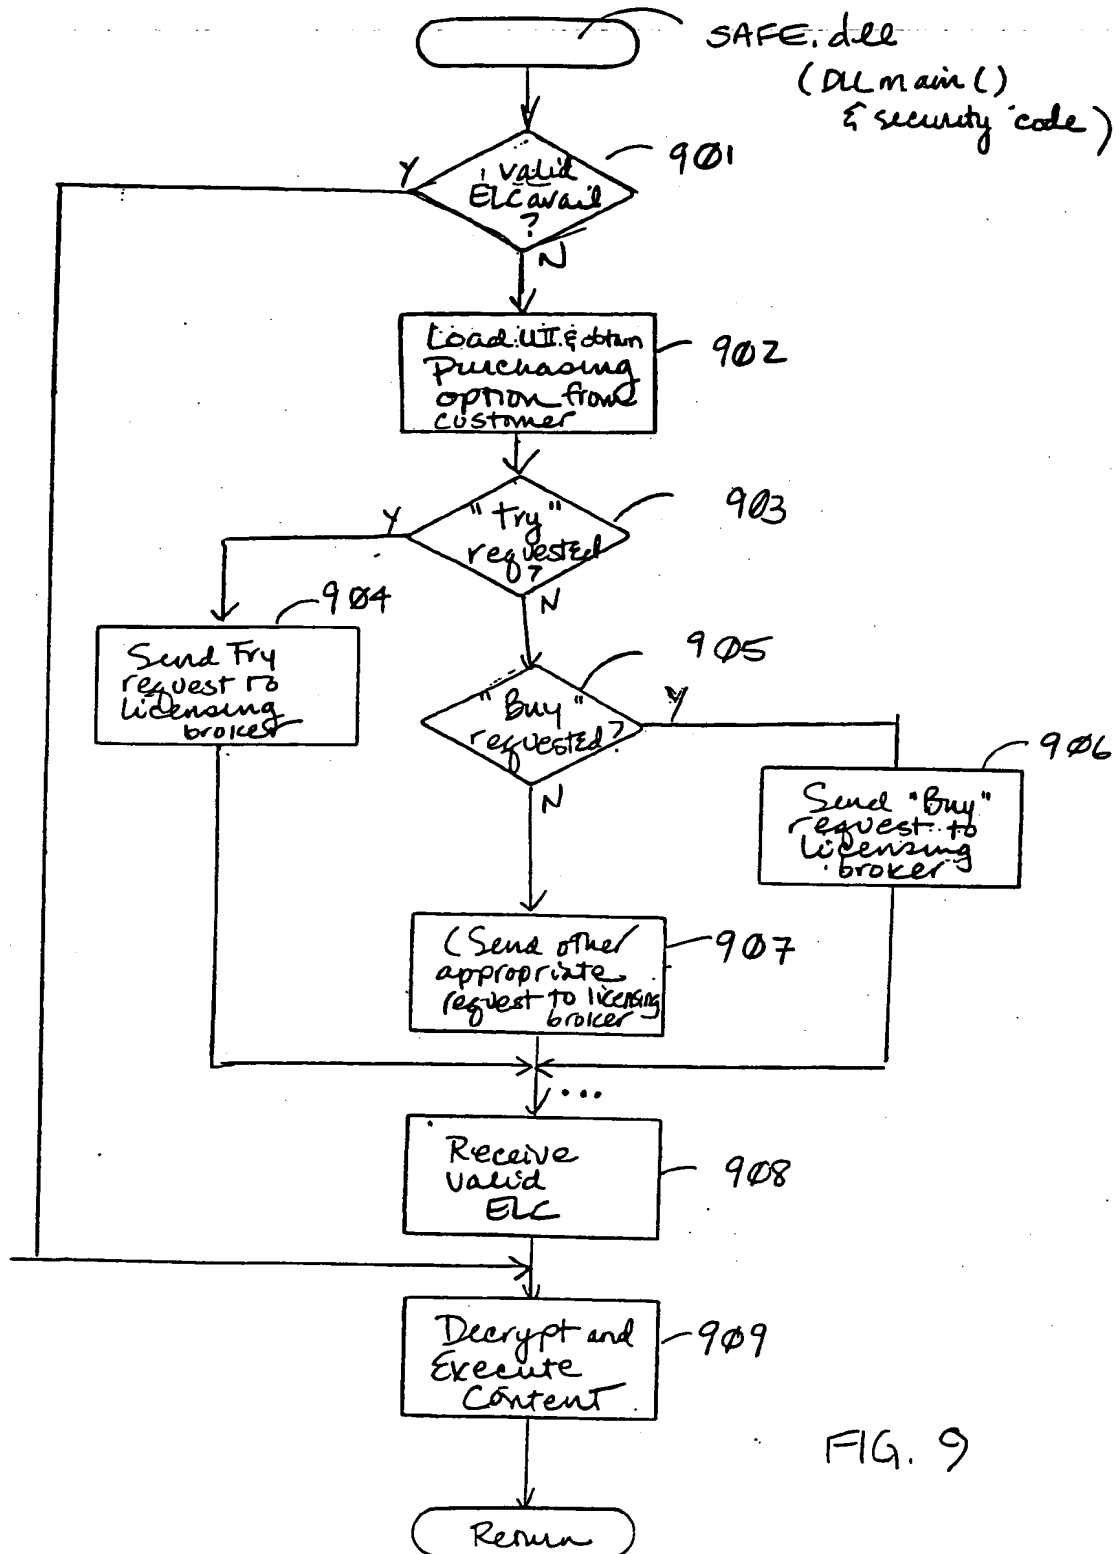 SAFE.dll
(DLLmain()
& security code)
901
Y
valid
ELC avail
?
N
Load UI & obtain
purchasing
option from
customer
902
903
"Try"
requested
?
Y
N
904
Send Try
request to
licensing
broker
905
"Buy"
requested?
Y
N
906
Send "Buy"
request to
licensing
broker
(Send other
appropriate
request to licensing
broker
907
...
Receive
valid
ELC
908
Decrypt and
Execute
Content
909
FIG. 9
Return